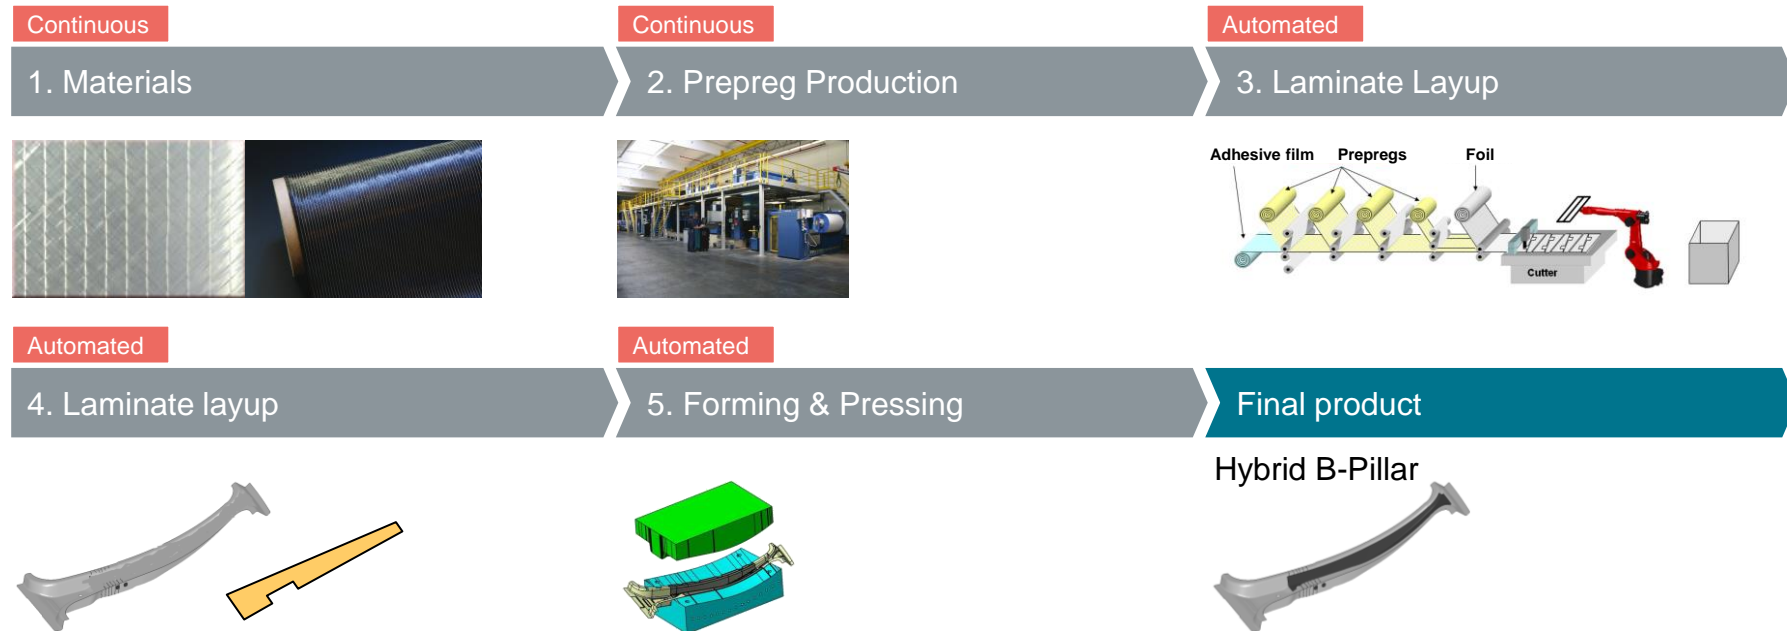 Continuous
1. Materials
Continuous
2. Prepreg Production
Automated
3. Laminate Layup
Adhesive film
Prepregs
Foil
Cutter
Automated
4. Laminate layup
Automated
5. Forming & Pressing
Final product
Hybrid B-Pillar